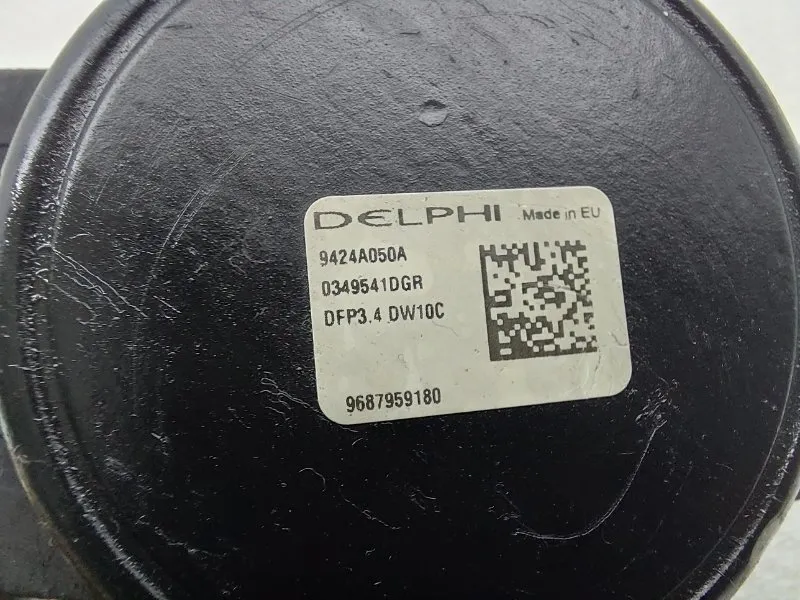 DELPHI Made in EU
9424A050A
0349541DGR
DFP3.4 DW10C
9687959180